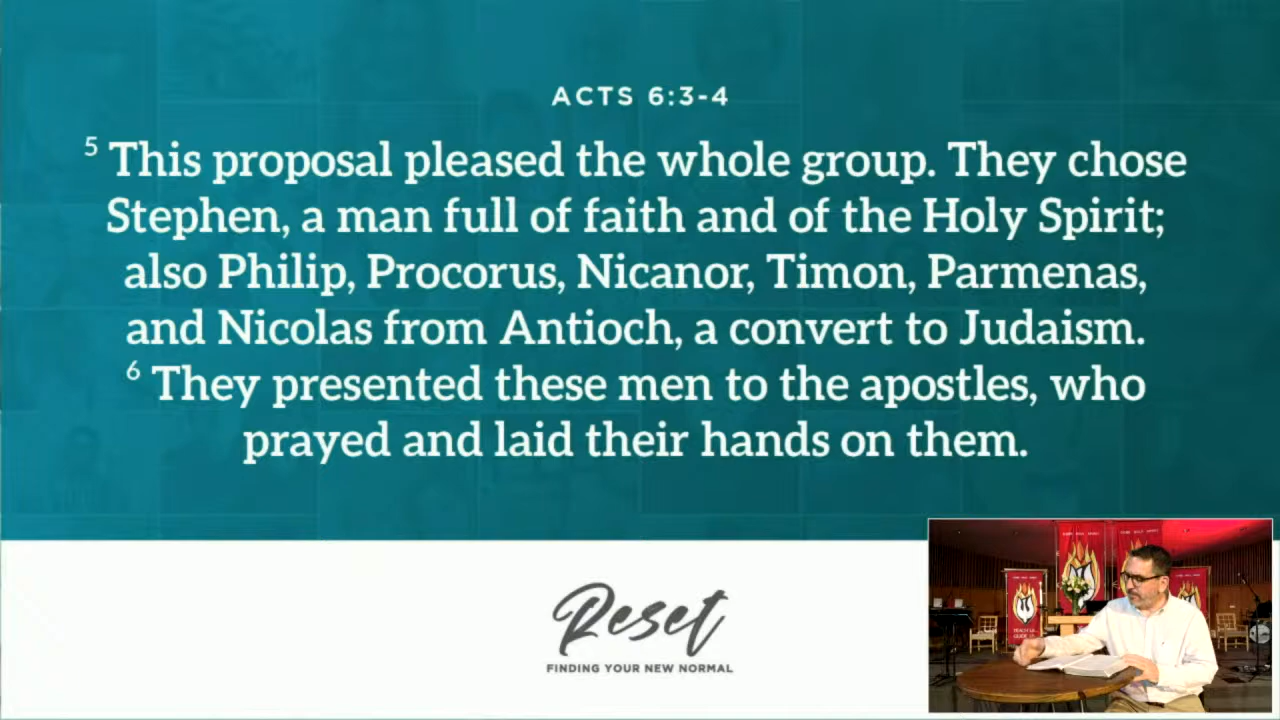 ACTS 6:3-4
5 This proposal pleased the whole group. They chose
Stephen, a man full of faith and of the Holy Spirit;
also Philip, Procorus, Nicanor, Timon, Parmenas,
and Nicolas from Antioch, a convert to Judaism.
6 They presented these men to the apostles, who
prayed and laid their hands on them.
Reset
FINDING YOUR NEW NORMAL